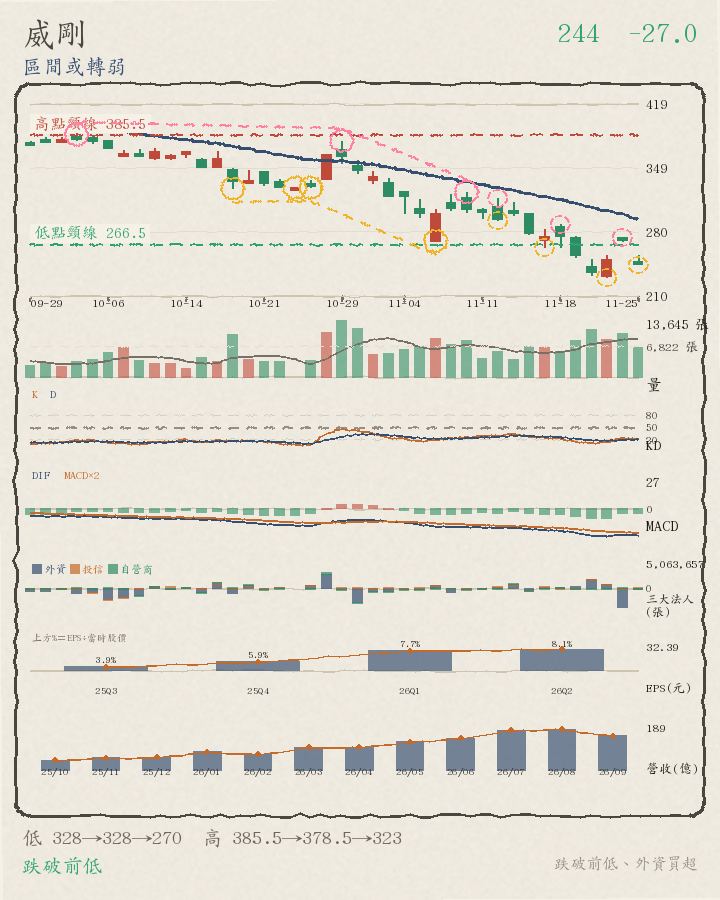 威剛
244 -27.0
區間或轉弱
419
高點頸線 385.5
349
低點頸線 266.5
280
210
09-29 10-06 10-14 10-21 10-29 11-04 11-11 11-18 11-25
13,645 張
6,822 張
量
K D
80
50
20
KD
DIF MACD×2
27
0
MACD
外資 投信 自營商
5,063,657
0
三大法人
(張)
上方%=EPS÷當時股價
3.9% 5.9% 7.7% 8.1%
32.39
25Q3 25Q4 26Q1 26Q2
EPS(元)
189
25/10 25/11 25/12 26/01 26/02 26/03 26/04 26/05 26/06 26/07 26/08 26/09
營收(億)
低 328→328→270 高 385.5→378.5→323
跌破前低
跌破前低、外資買超